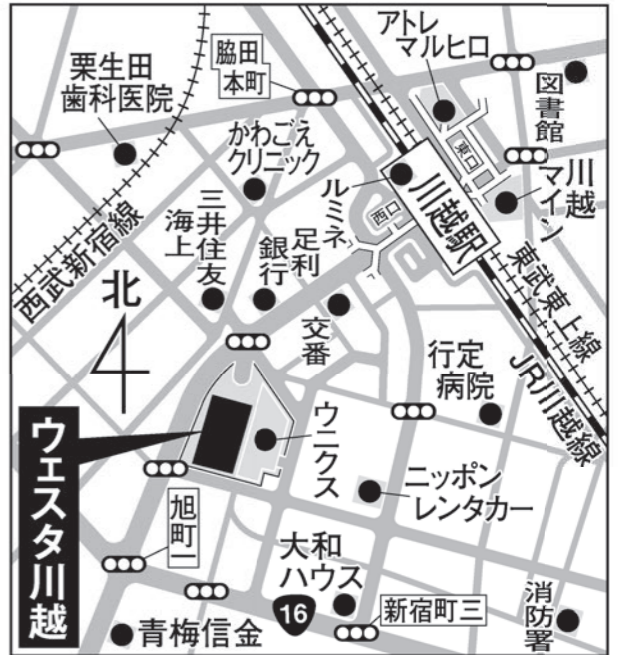 アトレ
マルヒロ
脇田
本町
栗生田
歯科医院
図書館
かわごえ
クリニック
東口
ルミネ
川越駅
川越
マイン
西口
西武新宿線
三井住友
海上
足利
銀行
東武東上線
北
交番
行定
病院
JR川越線
ウェスタ川越
ウニクス
ニッポン
レンタカー
旭町一
大和
ハウス
16
新宿町三
消防署
青梅信金